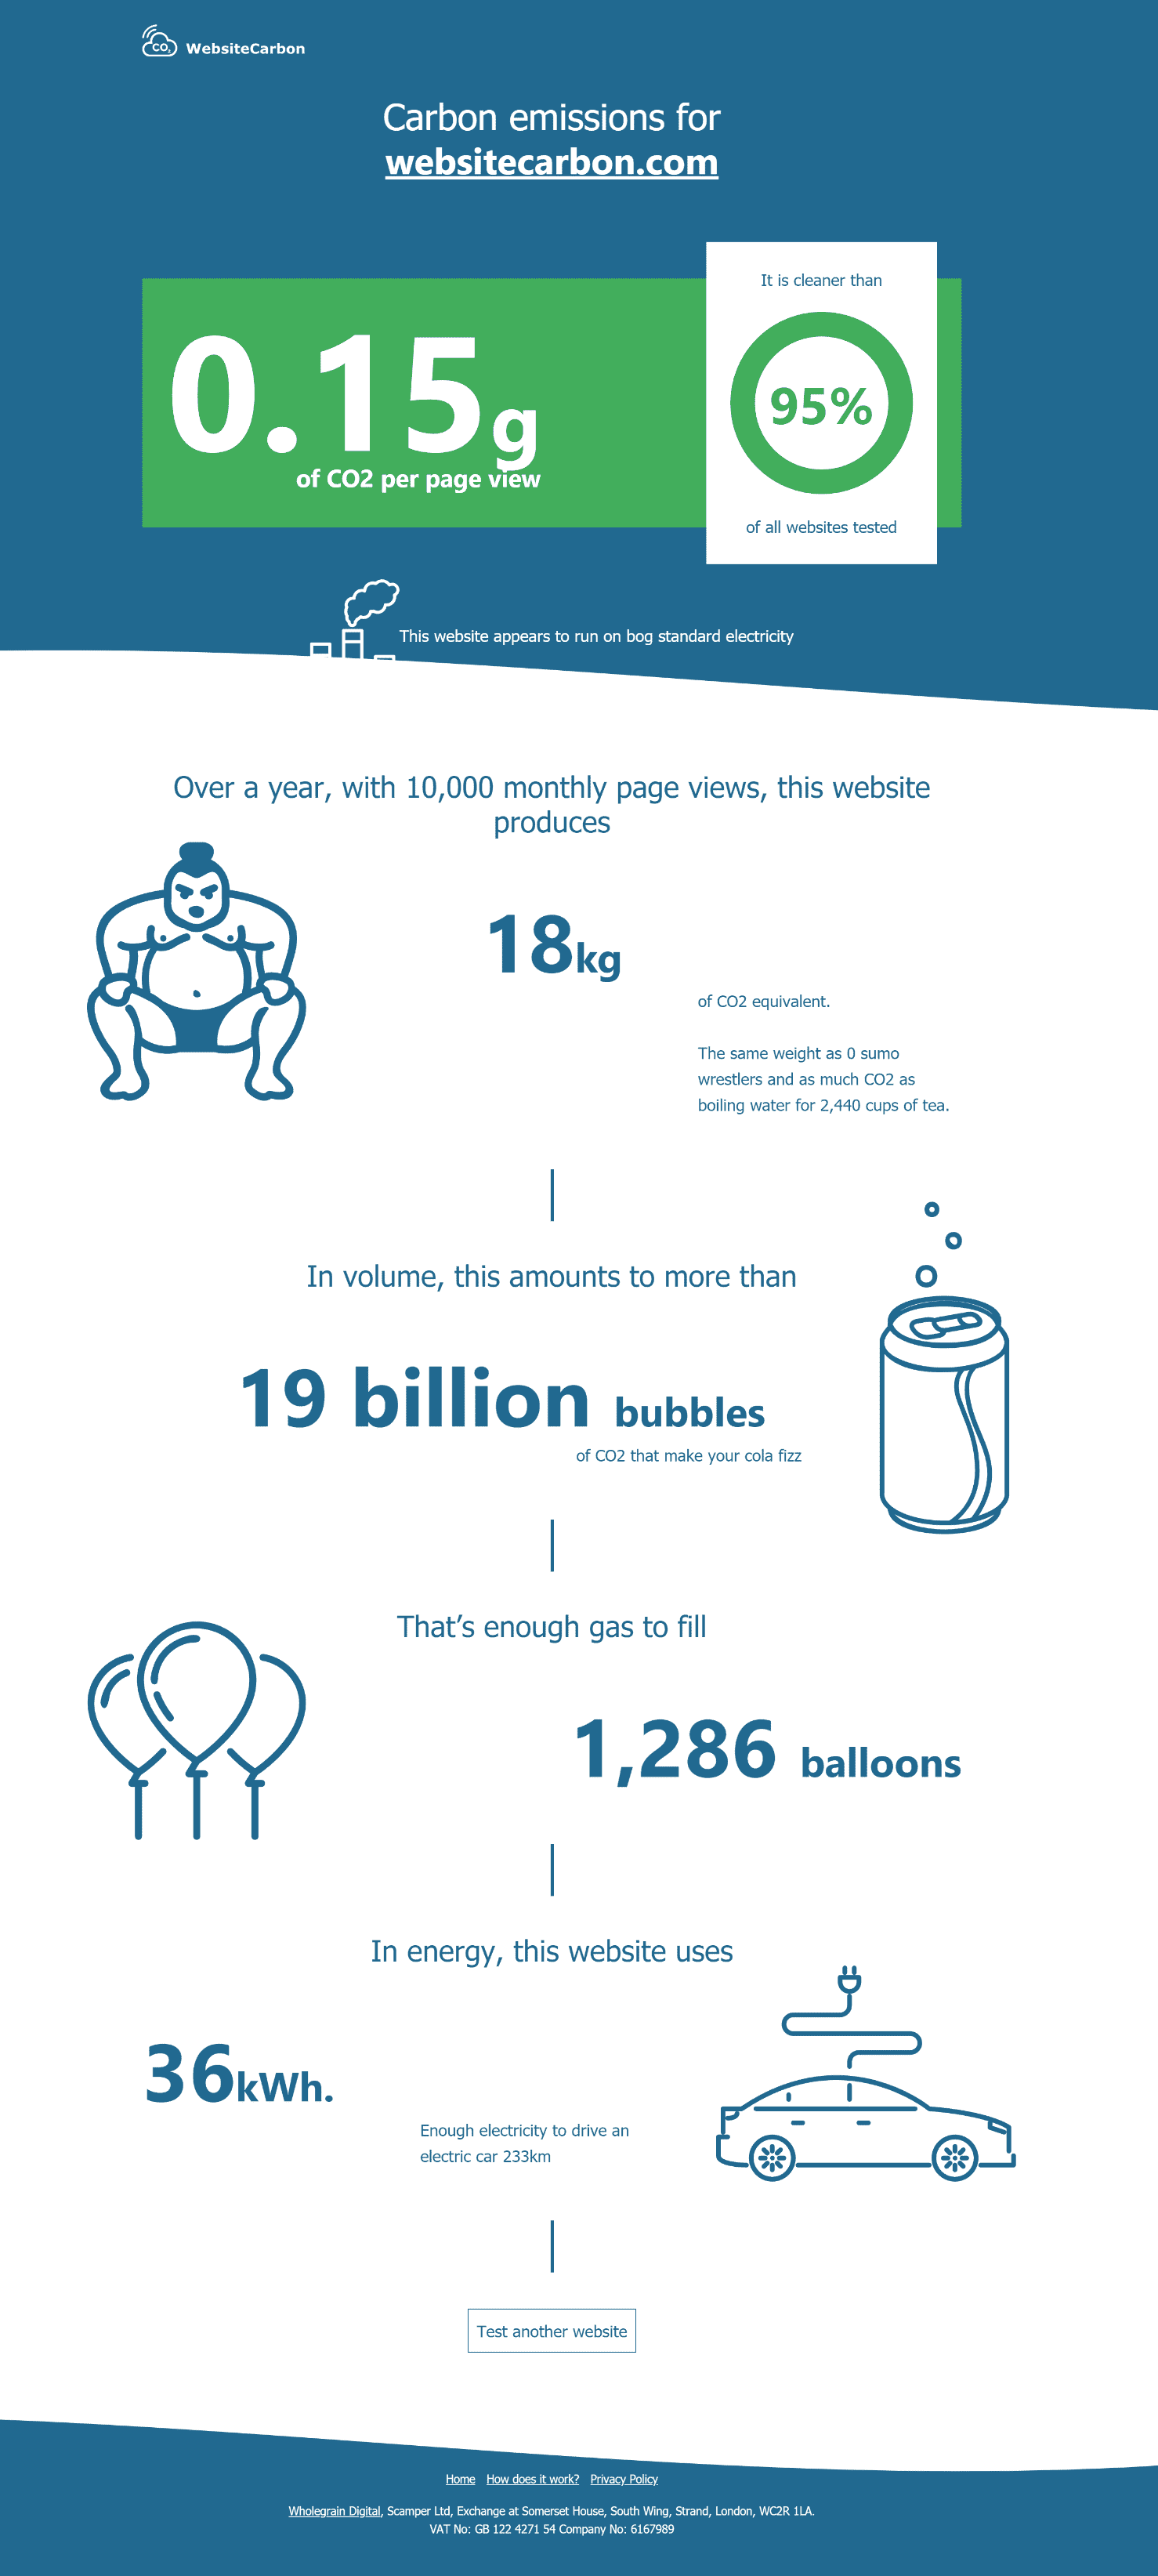 CO2 WebsiteCarbon
Carbon emissions for
websitecarbon.com
It is cleaner than
95%
of all websites tested
0.15g
of CO2 per page view
This website appears to run on bog standard electricity
Over a year, with 10,000 monthly page views, this website
produces
18kg
of CO2 equivalent.
The same weight as 0 sumo
wrestlers and as much CO2 as
boiling water for 2,440 cups of tea.
In volume, this amounts to more than
19 billion bubbles
of CO2 that make your cola fizz
That’s enough gas to fill
1,286 balloons
In energy, this website uses
36kWh.
Enough electricity to drive an
electric car 233km
Test another website
Home How does it work? Privacy Policy
Wholegrain Digital, Scamper Ltd, Exchange at Somerset House, South Wing, Strand, London, WC2R 1LA.
VAT No: GB 122 4271 54 Company No: 6167989